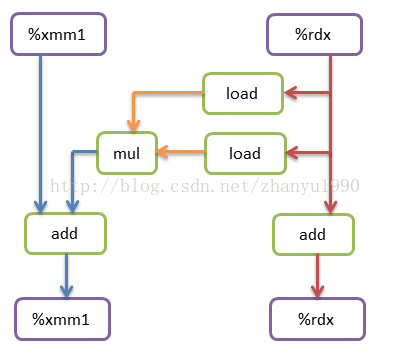 %xmm1 %rdx
load
mul load
http://blog.csdn.net/zhanyu1990
add add
%xmm1 %rdx